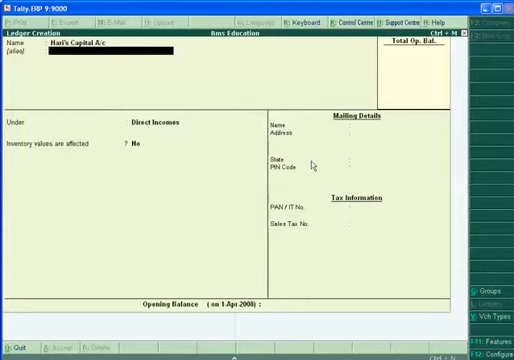 Tally.ERP 9:9000
P: Print E: Export M: E-Mail O: Upload G: Language K: Keyboard K: Control Centre H: Support Centre H: Help
Ledger Creation Bms Education Ctrl + M
Name : Hari's Capital A/c
(alias) :
Total Op. Bal.
Under : Direct Incomes
Inventory values are affected ? No
Mailing Details
Name :
Address :
State :
PIN Code :
Tax Information
PAN / IT No. :
Sales Tax No. :
Opening Balance ( on 1-Apr-2008) :
G: Groups
V: Vch Types
F11: Features
F12: Configure
Q: Quit A: Accept D: Delete
Ctrl + N